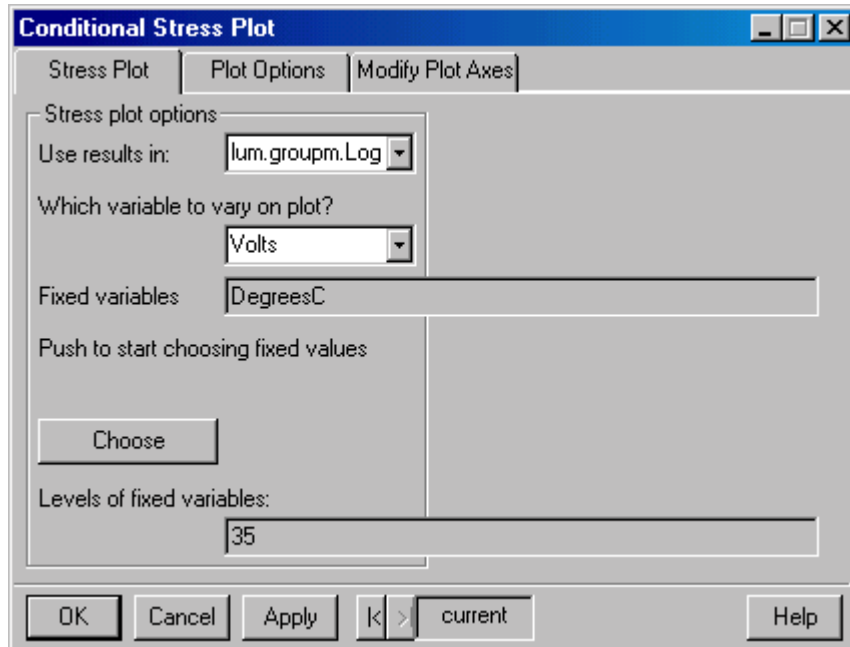 Conditional Stress Plot
Stress Plot Plot Options Modify Plot Axes
Stress plot options
Use results in: lum.groupm.Log
Which variable to vary on plot?
Volts
Fixed variables DegreesC
Push to start choosing fixed values
Choose
Levels of fixed variables:
35
OK Cancel Apply |< >| current Help